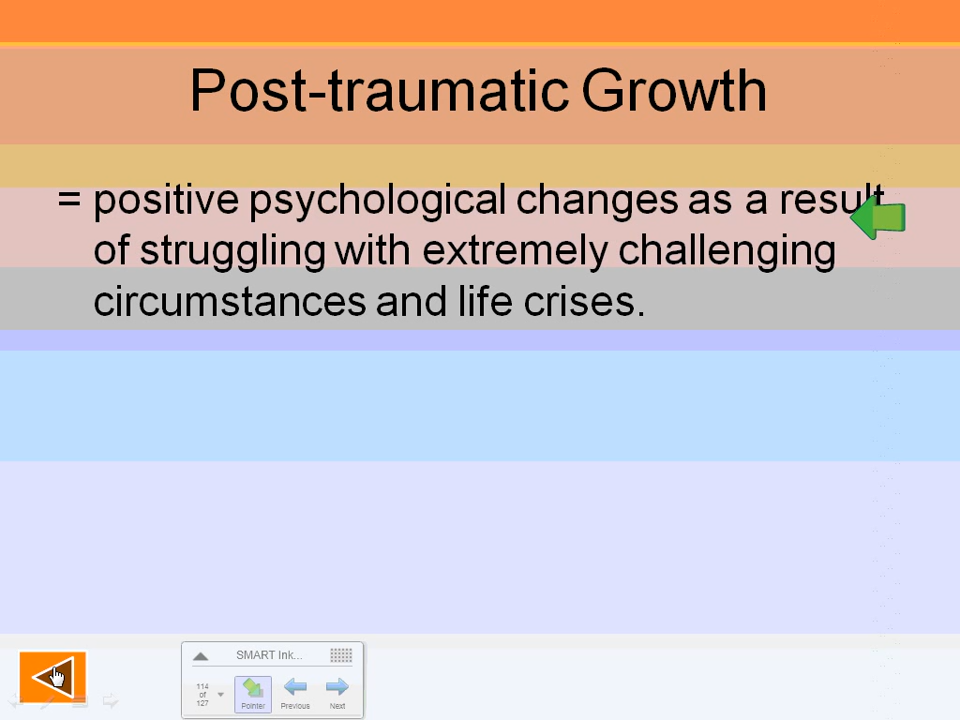 Post-traumatic Growth
= positive psychological changes as a result
of struggling with extremely challenging
circumstances and life crises.
SMART Ink...
114
of
127
Pointer Previous Next